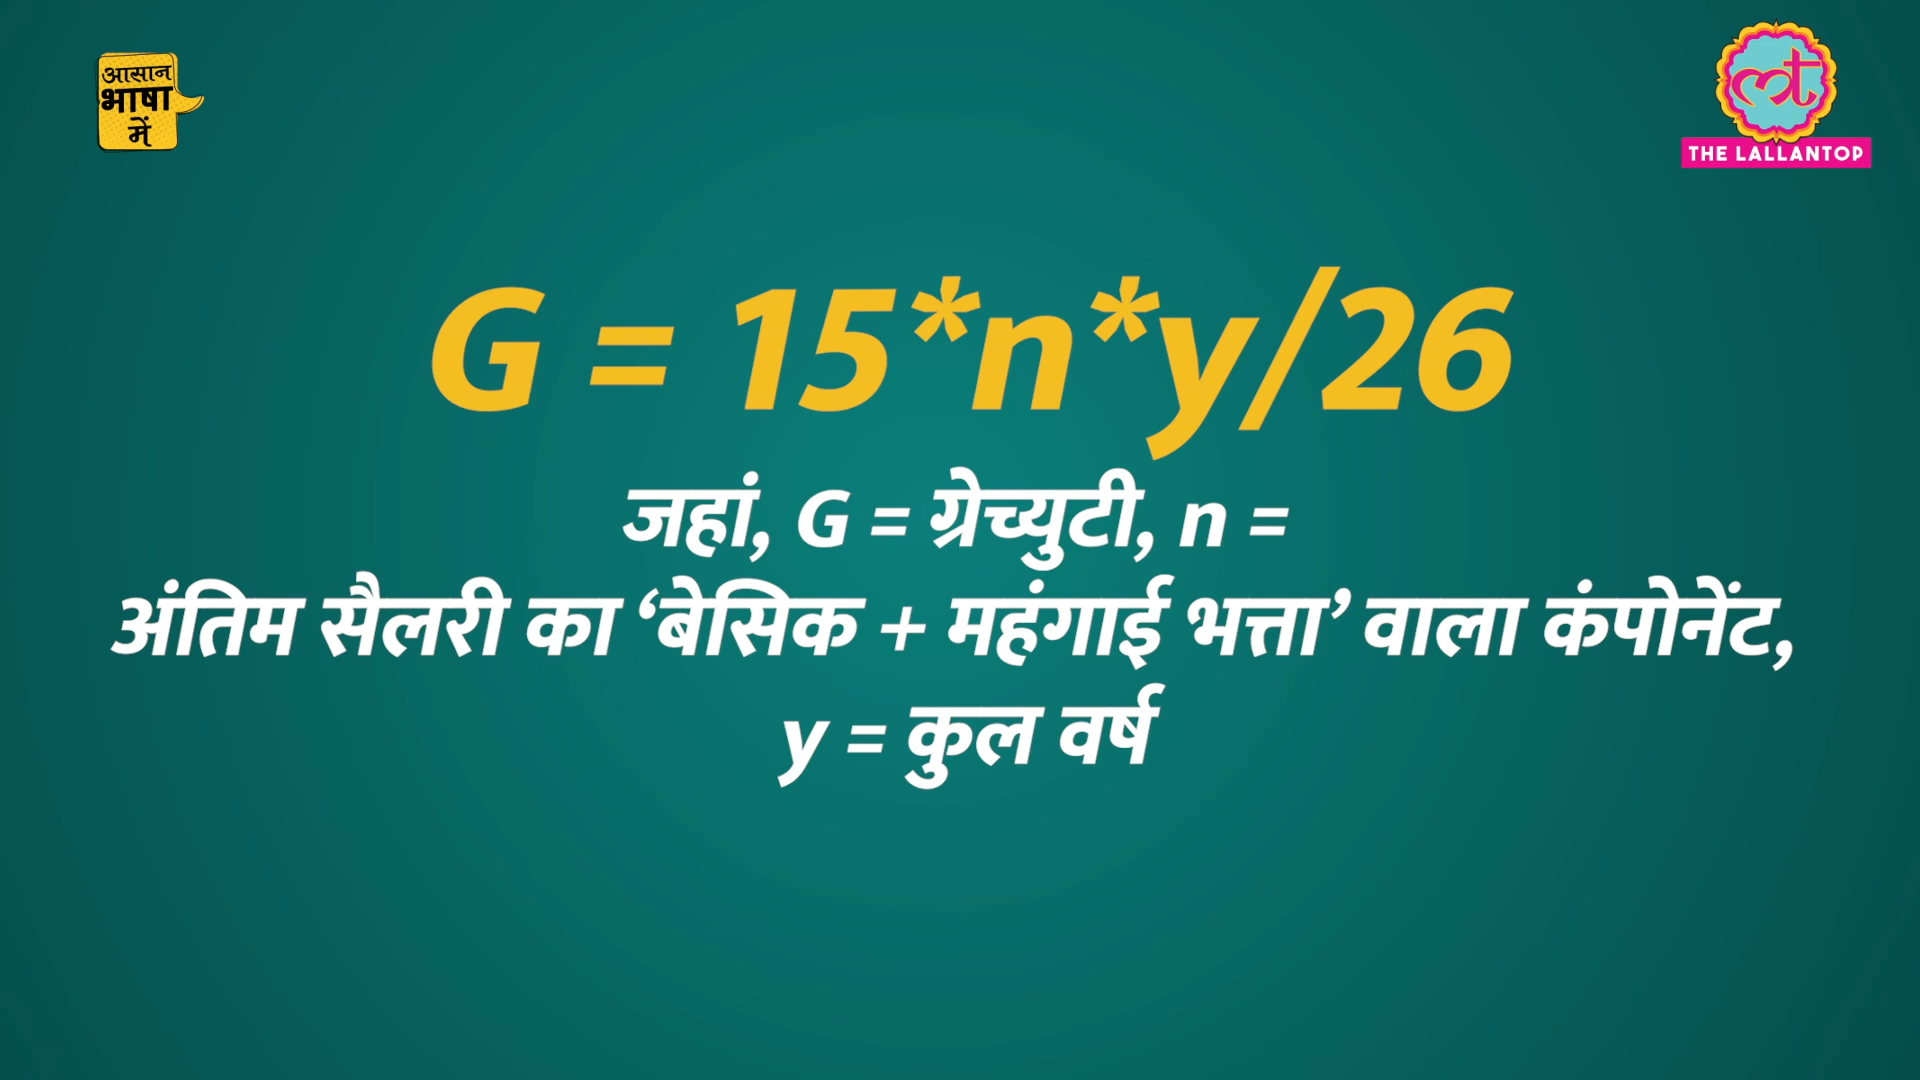 आसान
भाषा
में
THE LALLANTOP
G = 15*n*y/26
जहां, G = ग्रेच्युटी, n =
अंतिम सैलरी का ‘बेसिक + महंगाई भत्ता’ वाला कंपोनेंट,
y = कुल वर्ष